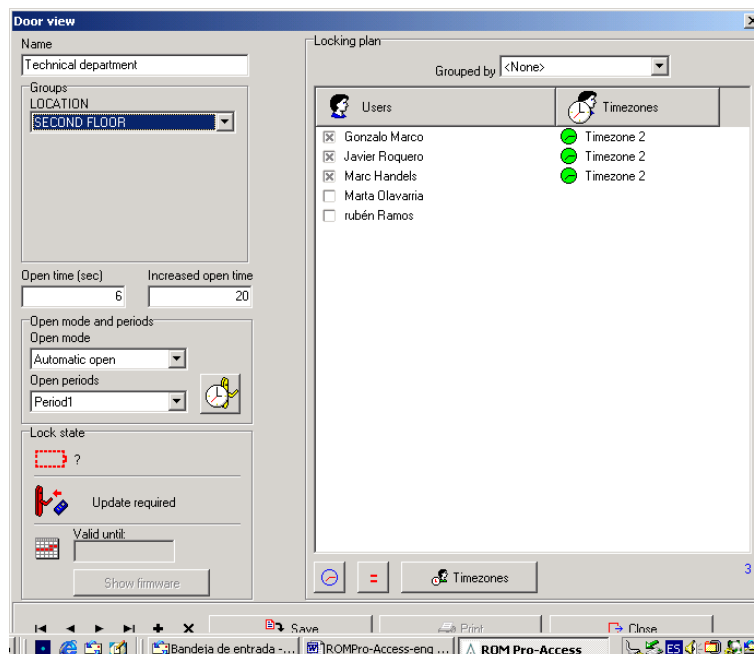 Door view
Name
Technical department
Groups
LOCATION
SECOND FLOOR
Open time (sec)
Increased open time
6
20
Open mode and periods
Open mode
Automatic open
Open periods
Period1
Lock state
?
Update required
Valid until:
Show firmware
Locking plan
Grouped by <None>
Users
Timezones
Gonzalo Marco Timezone 2
Javier Roquero Timezone 2
Marc Handels Timezone 2
Marta Olavarria
rubén Ramos
= Timezones
3
Save
Print
Close
Bandeja de entrada -...
ROMPro-Access-eng ...
ROM Pro-Access
ES